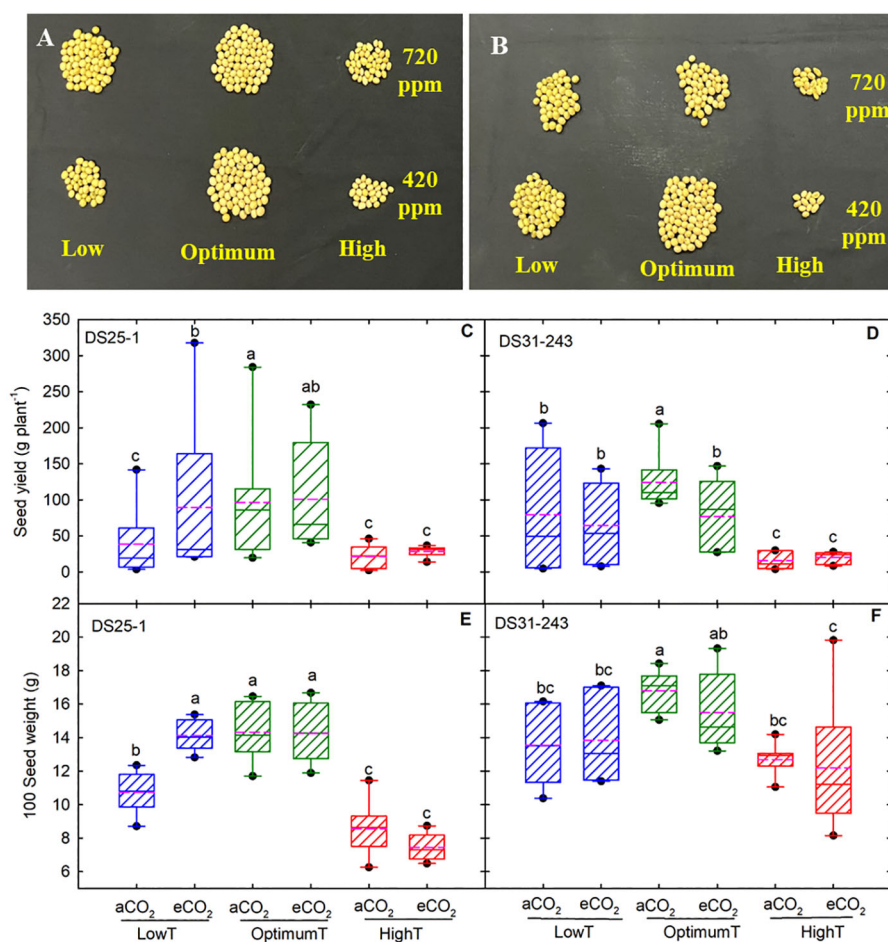 A
720
ppm
420
ppm
Low
Optimum
High
B
720
ppm
420
ppm
Low
Optimum
High
350
300
250
200
150
100
50
0
Seed yield (g plant⁻¹)
DS25-1
C
c
b
a
ab
c
c
DS31-243
D
b
b
a
b
c
c
22
20
18
16
14
12
10
8
6
100 Seed weight (g)
DS25-1
E
b
a
a
a
c
c
DS31-243
F
bc
bc
a
ab
bc
c
aCO₂ eCO₂ aCO₂ eCO₂ aCO₂ eCO₂
LowT OptimumT HighT
aCO₂ eCO₂ aCO₂ eCO₂ aCO₂ eCO₂
LowT OptimumT HighT